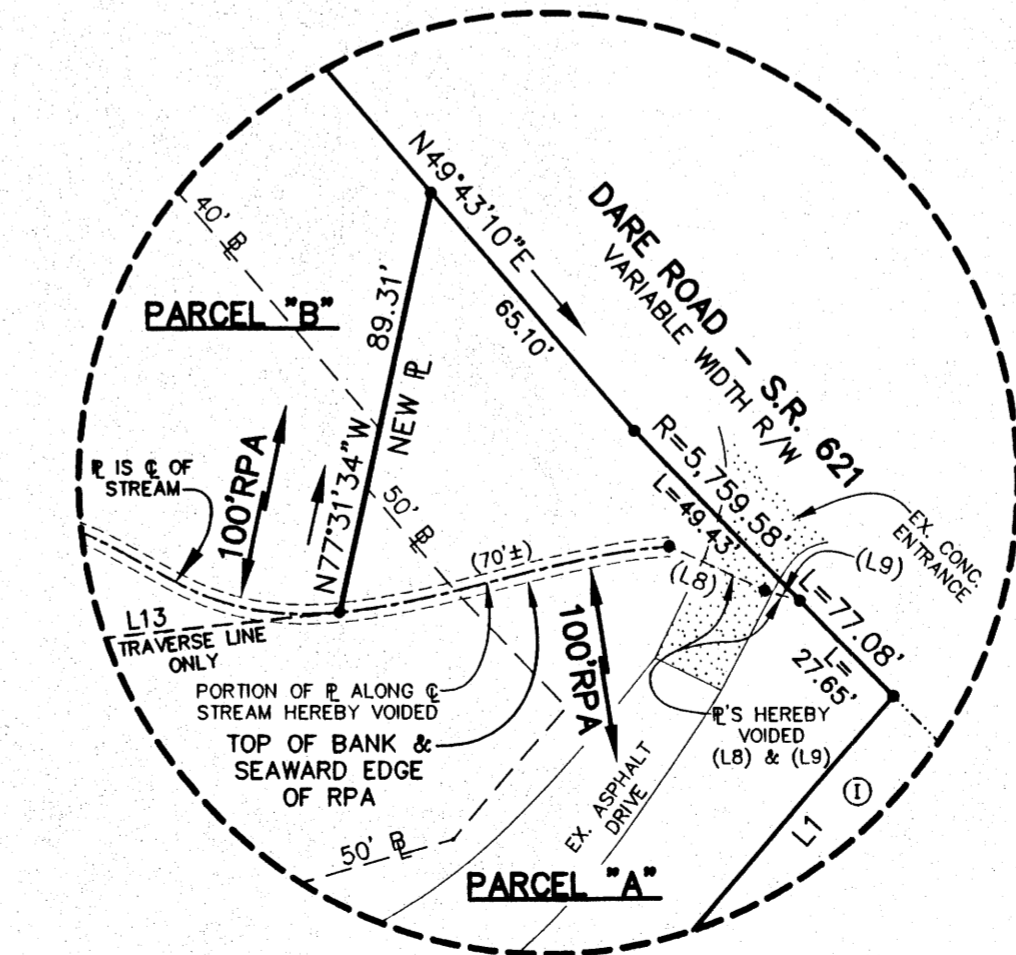 N49°43'10"E
65.10'
DARE ROAD – S.R. 621
VARIABLE WIDTH R/W
40' BL
PARCEL "B"
89.31'
NEW PL
N77°31'34"W
100'RPA
PL IS CL OF
STREAM
50' BL
R=5,759.58'
L=49.43'
EX. CONC.
ENTRANCE
(L9)
(L8)
(70'±)
L=77.08'
L=
27.65'
L13
TRAVERSE LINE
ONLY
PORTION OF PL ALONG CL
STREAM HEREBY VOIDED
TOP OF BANK &
SEAWARD EDGE
OF RPA
100'RPA
PL'S HEREBY
VOIDED
(L8) & (L9)
EX. ASPHALT
DRIVE
50' BL
L1
I
PARCEL "A"